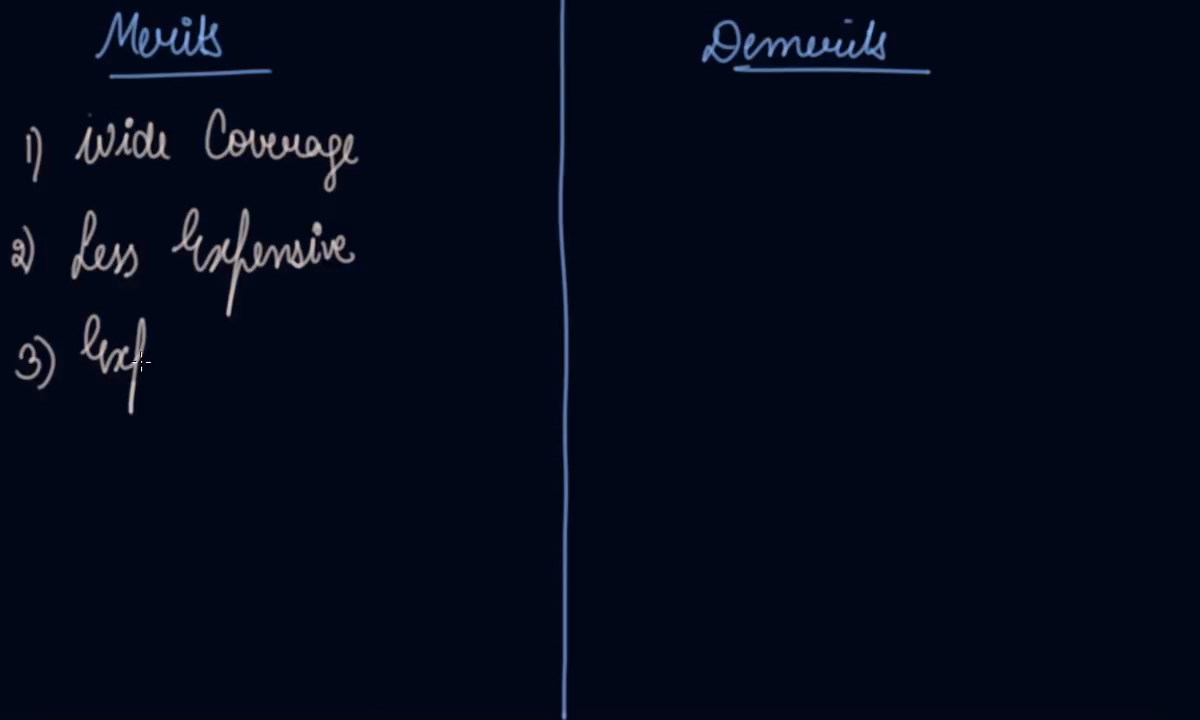 Merits
Demerits
1) Wide Coverage
2) Less Expensive
3) Exp